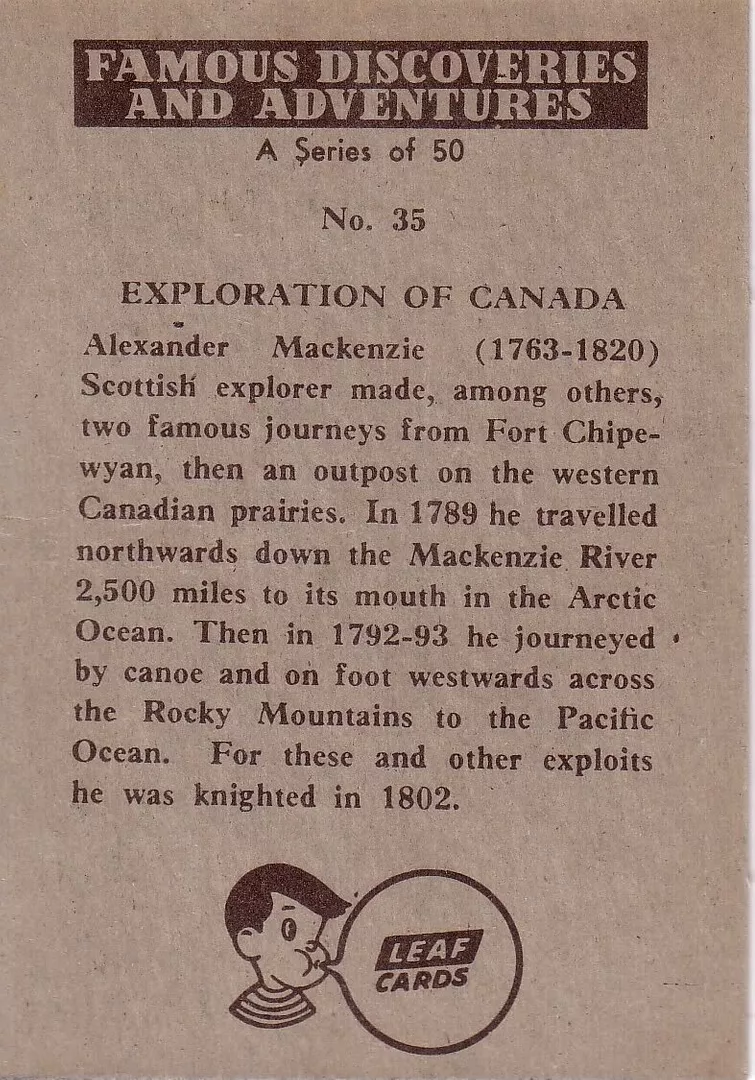 FAMOUS DISCOVERIES
AND ADVENTURES
A Series of 50
No. 35
EXPLORATION OF CANADA
Alexander Mackenzie (1763-1820)
Scottish explorer made, among others,
two famous journeys from Fort Chipe-
wyan, then an outpost on the western
Canadian prairies. In 1789 he travelled
northwards down the Mackenzie River
2,500 miles to its mouth in the Arctic
Ocean. Then in 1792-93 he journeyed
by canoe and on foot westwards across
the Rocky Mountains to the Pacific
Ocean. For these and other exploits
he was knighted in 1802.
LEAF
CARDS